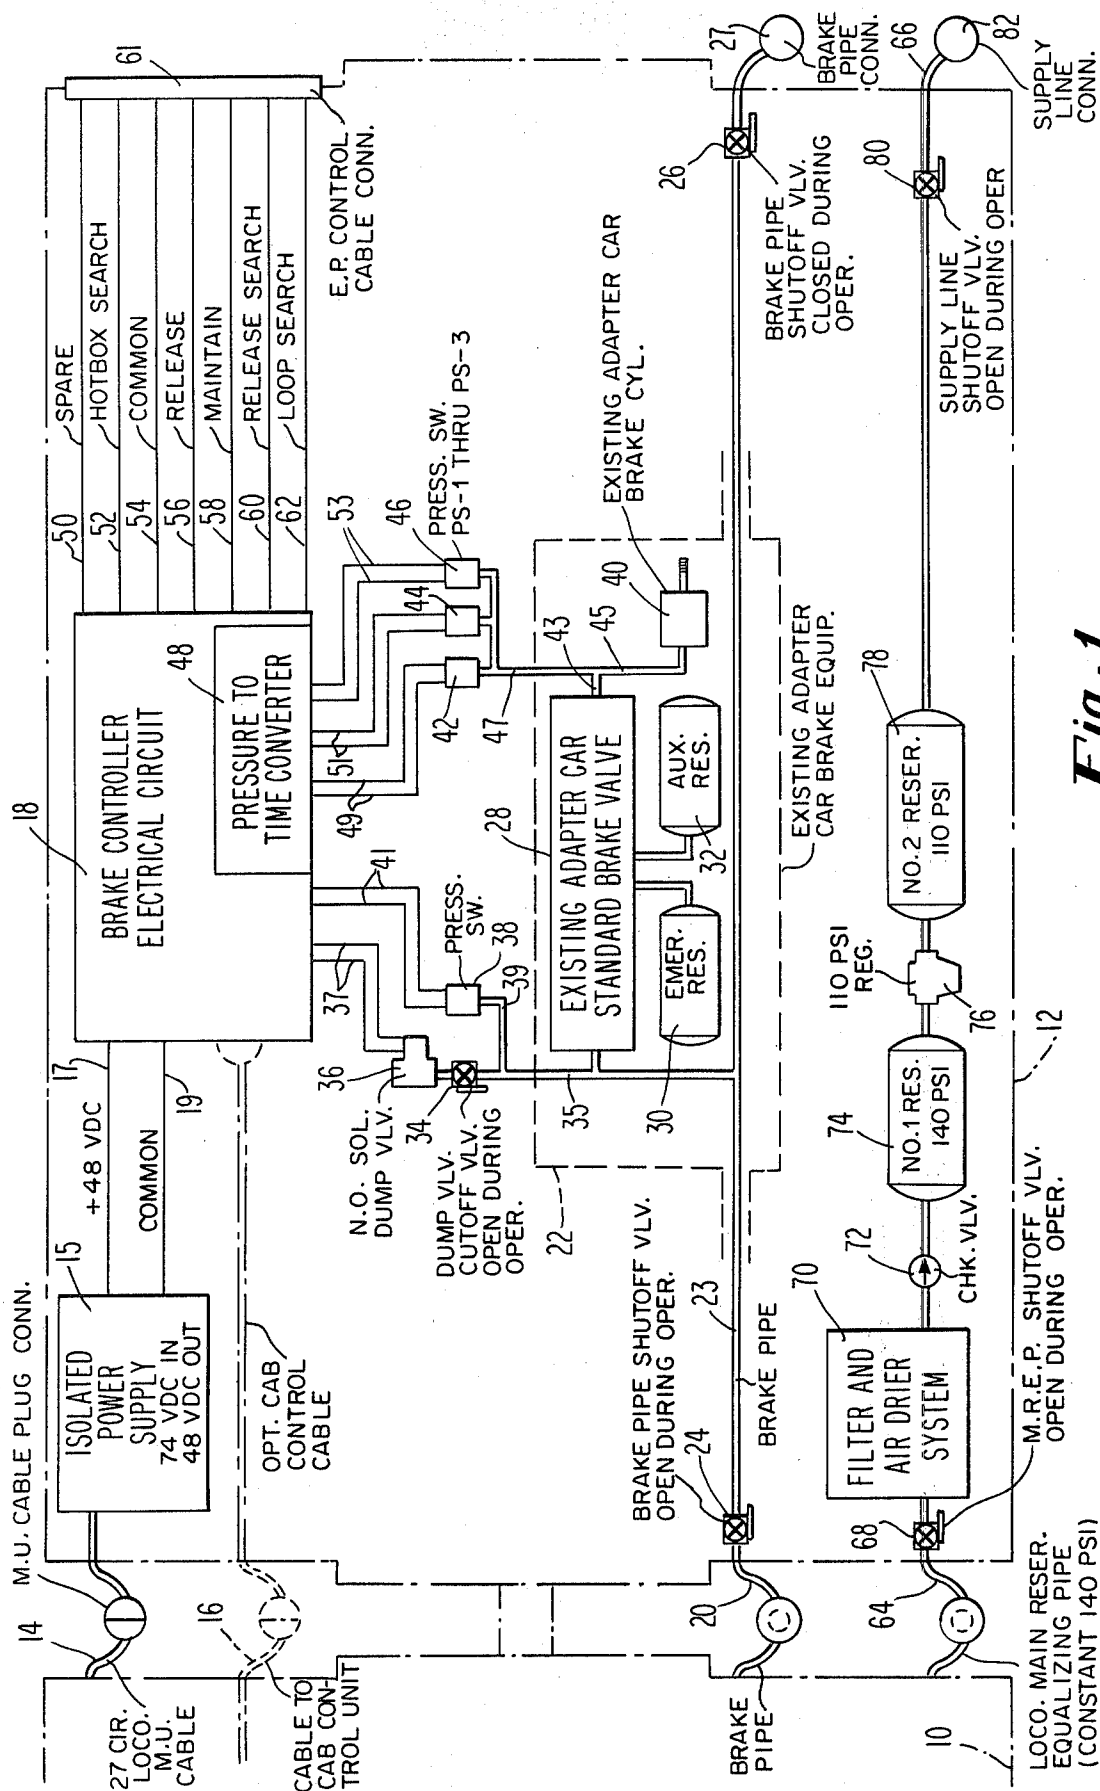 M.U. CABLE PLUG CONN.
14
27 CIR.
LOCO.
M.U.
CABLE
16
CABLE TO
CAB CON-
TROL UNIT
15
ISOLATED
POWER
SUPPLY
74 VDC IN
48 VDC OUT
17
+48 VDC
19
COMMON
OPT. CAB
CONTROL
CABLE
18
BRAKE CONTROLLER
ELECTRICAL CIRCUIT
48
PRESSURE TO
TIME CONVERTER
50
SPARE
52
HOTBOX SEARCH
54
COMMON
56
RELEASE
58
MAINTAIN
60
RELEASE SEARCH
62
LOOP SEARCH
61
E.P. CONTROL
CABLE CONN.
37
41
49
51
53
36
N.O. SOL.
DUMP VLV.
34
DUMP VLV.
CUTOFF VLV.
OPEN DURING
OPER.
PRESS.
SW.
38
39
42
44
46
PRESS. SW.
PS-1 THRU PS-3
47
43
45
40
EXISTING ADAPTER CAR
BRAKE CYL.
22
35
28
EXISTING ADAPTER CAR
STANDARD BRAKE VALVE
EMER.
RES.
30
AUX.
RES.
32
EXISTING ADAPTER
CAR BRAKE EQUIP.
BRAKE PIPE SHUTOFF VLV.
OPEN DURING OPER.
24
20
BRAKE
PIPE
23
BRAKE PIPE
26
BRAKE PIPE
SHUTOFF VLV.
CLOSED DURING
OPER.
27
BRAKE
PIPE
CONN.
10
LOCO. MAIN RESER.
EQUALIZING PIPE
(CONSTANT 140 PSI)
64
68
M.R.E.P. SHUTOFF VLV.
OPEN DURING OPER.
70
FILTER AND
AIR DRIER
SYSTEM
72
CHK. VLV.
74
NO.1 RES.
140 PSI
110 PSI
REG.
76
78
NO.2 RESER.
110 PSI
12
80
SUPPLY LINE
SHUTOFF VLV.
OPEN DURING OPER
66
82
SUPPLY
LINE
CONN.
Fig. 1